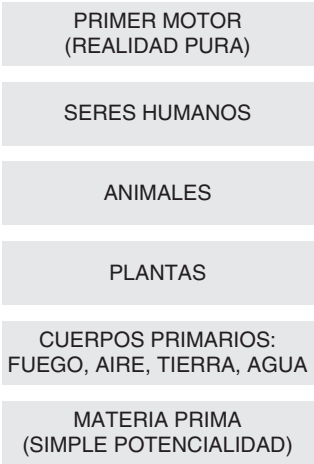 PRIMER MOTOR
(REALIDAD PURA)
SERES HUMANOS
ANIMALES
PLANTAS
CUERPOS PRIMARIOS:
FUEGO, AIRE, TIERRA, AGUA
MATERIA PRIMA
(SIMPLE POTENCIALIDAD)